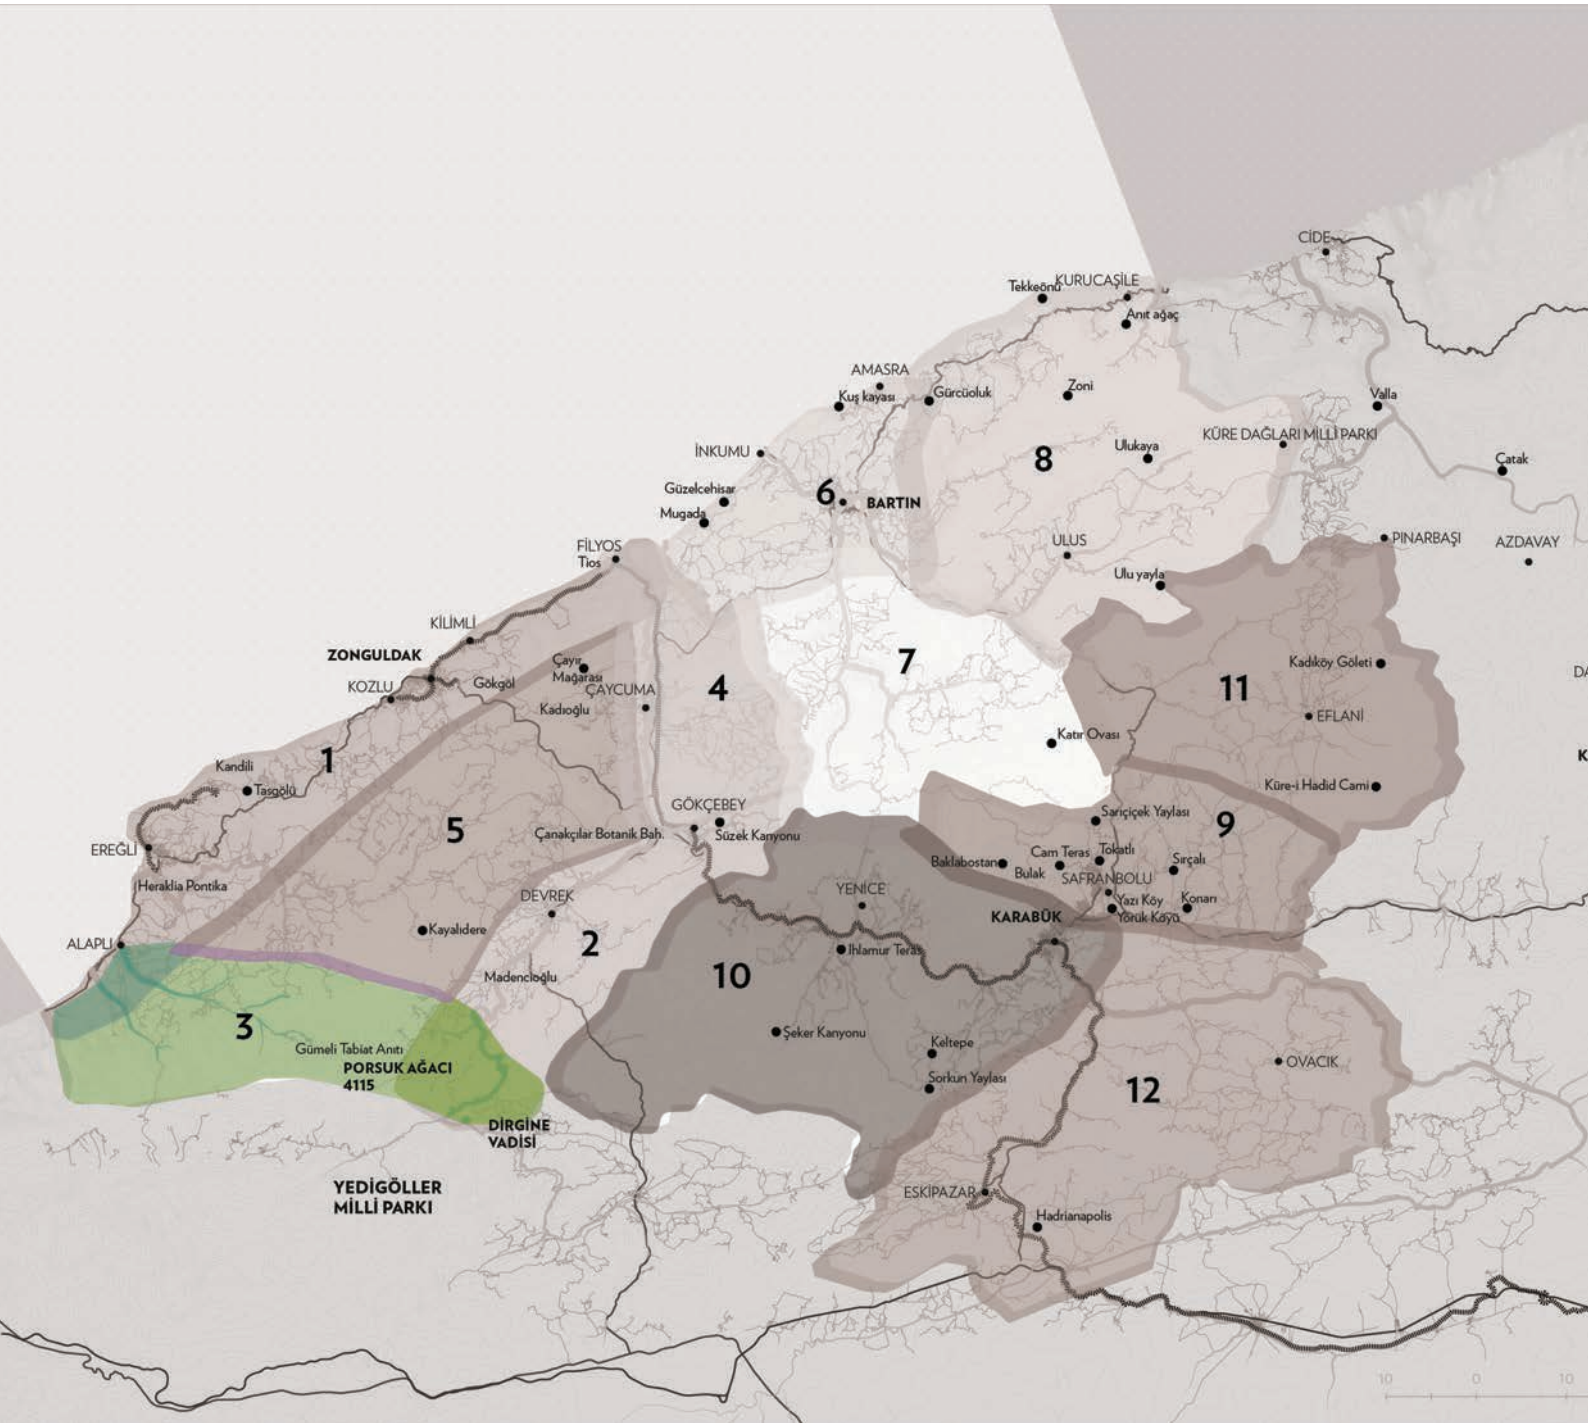 CİDE
KURUCAŞİLE
Tekkeönü
Anıt ağaç
AMASRA
Kuş kayası
Gürcüoluk
Zoni
Valla
KÜRE DAĞLARI MİLLİ PARKI
İNKUMU
Ulukaya
8
Çatak
Güzelcehisar
6
BARTIN
Mugada
FİLYOS
Tios
ULUS
PINARBAŞI
AZDAVAY
Ulu yayla
KİLİMLİ
ZONGULDAK
Çayır
Mağarası
7
Kadıköy Göleti
KOZLU
Gökgöl
ÇAYCUMA
4
11
DA
Kadıoğlu
EFLANİ
Katır Ovası
1
K
Kandili
Taşgölü
Küre-i Hadid Cami
GÖKÇEBEY
Sarıçiçek Yaylası
5
Çanakçılar Botanik Bah.
Süzek Kanyonu
9
EREĞLİ
Cam Teras
Tokatlı
Baklabostan
Bulak
Sırçalı
SAFRANBOLU
Heraklia Pontika
YENİCE
DEVREK
Yazı Köy
Konarı
KARABÜK
Yörük Köyü
Kayalıdere
ALAPLI
2
Ihlamur Teras
Madencioğlu
10
3
Şeker Kanyonu
Gümeli Tabiat Anıtı
Keltepe
PORSUK AĞACI
4115
OVACIK
Sorkun Yaylası
12
DİRGİNE
VADİSİ
YEDİGÖLLER
MİLLİ PARKI
ESKİPAZAR
Hadrianapolis
10 0 10